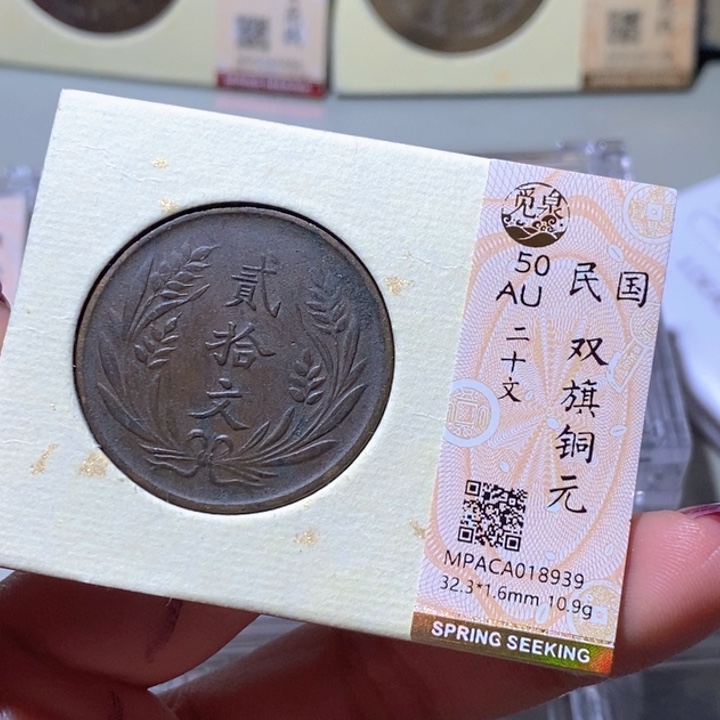 貳拾文
觅泉
50
AU
民国
双旗铜元
二十文
MPACA018939
32.3*1.6mm 10.9g
SPRING SEEKING